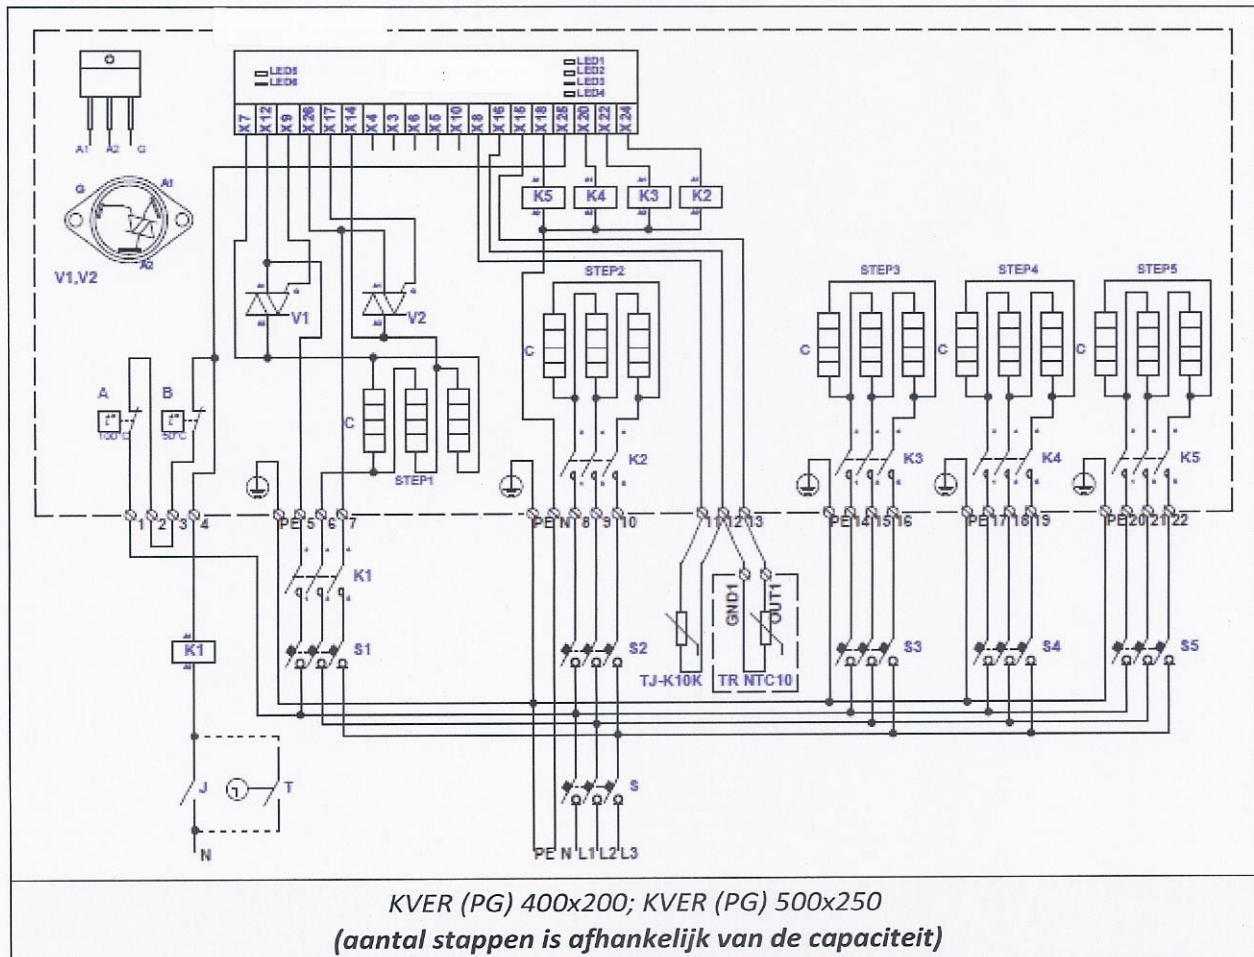 LED5
LED6
LED1
LED2
LED3
LED4
X7 X12 X9 X26 X17 X14 X4 X3 X6 X5 X10 X8 X16 X15 X18 X25 X20 X22 X24
A1 A2 G
G A1
A2
V1,V2
K5 K4 K3 K2
STEP2 STEP3 STEP4 STEP5
V1 V2
C C C C
A B
100°C 50°C
C
STEP1
K2 K3 K4 K5
1 2 3 4 PE 5 6 7 PE N 8 9 10 11 12 13 PE 14 15 16 PE 17 18 19 PE 20 21 22
K1
GND1 OUT1
K1 S1 S2 S3 S4 S5
TJ-K10K TR NTC10
J T S
N
PE N L1 L2 L3
KVER (PG) 400x200; KVER (PG) 500x250
(aantal stappen is afhankelijk van de capaciteit)